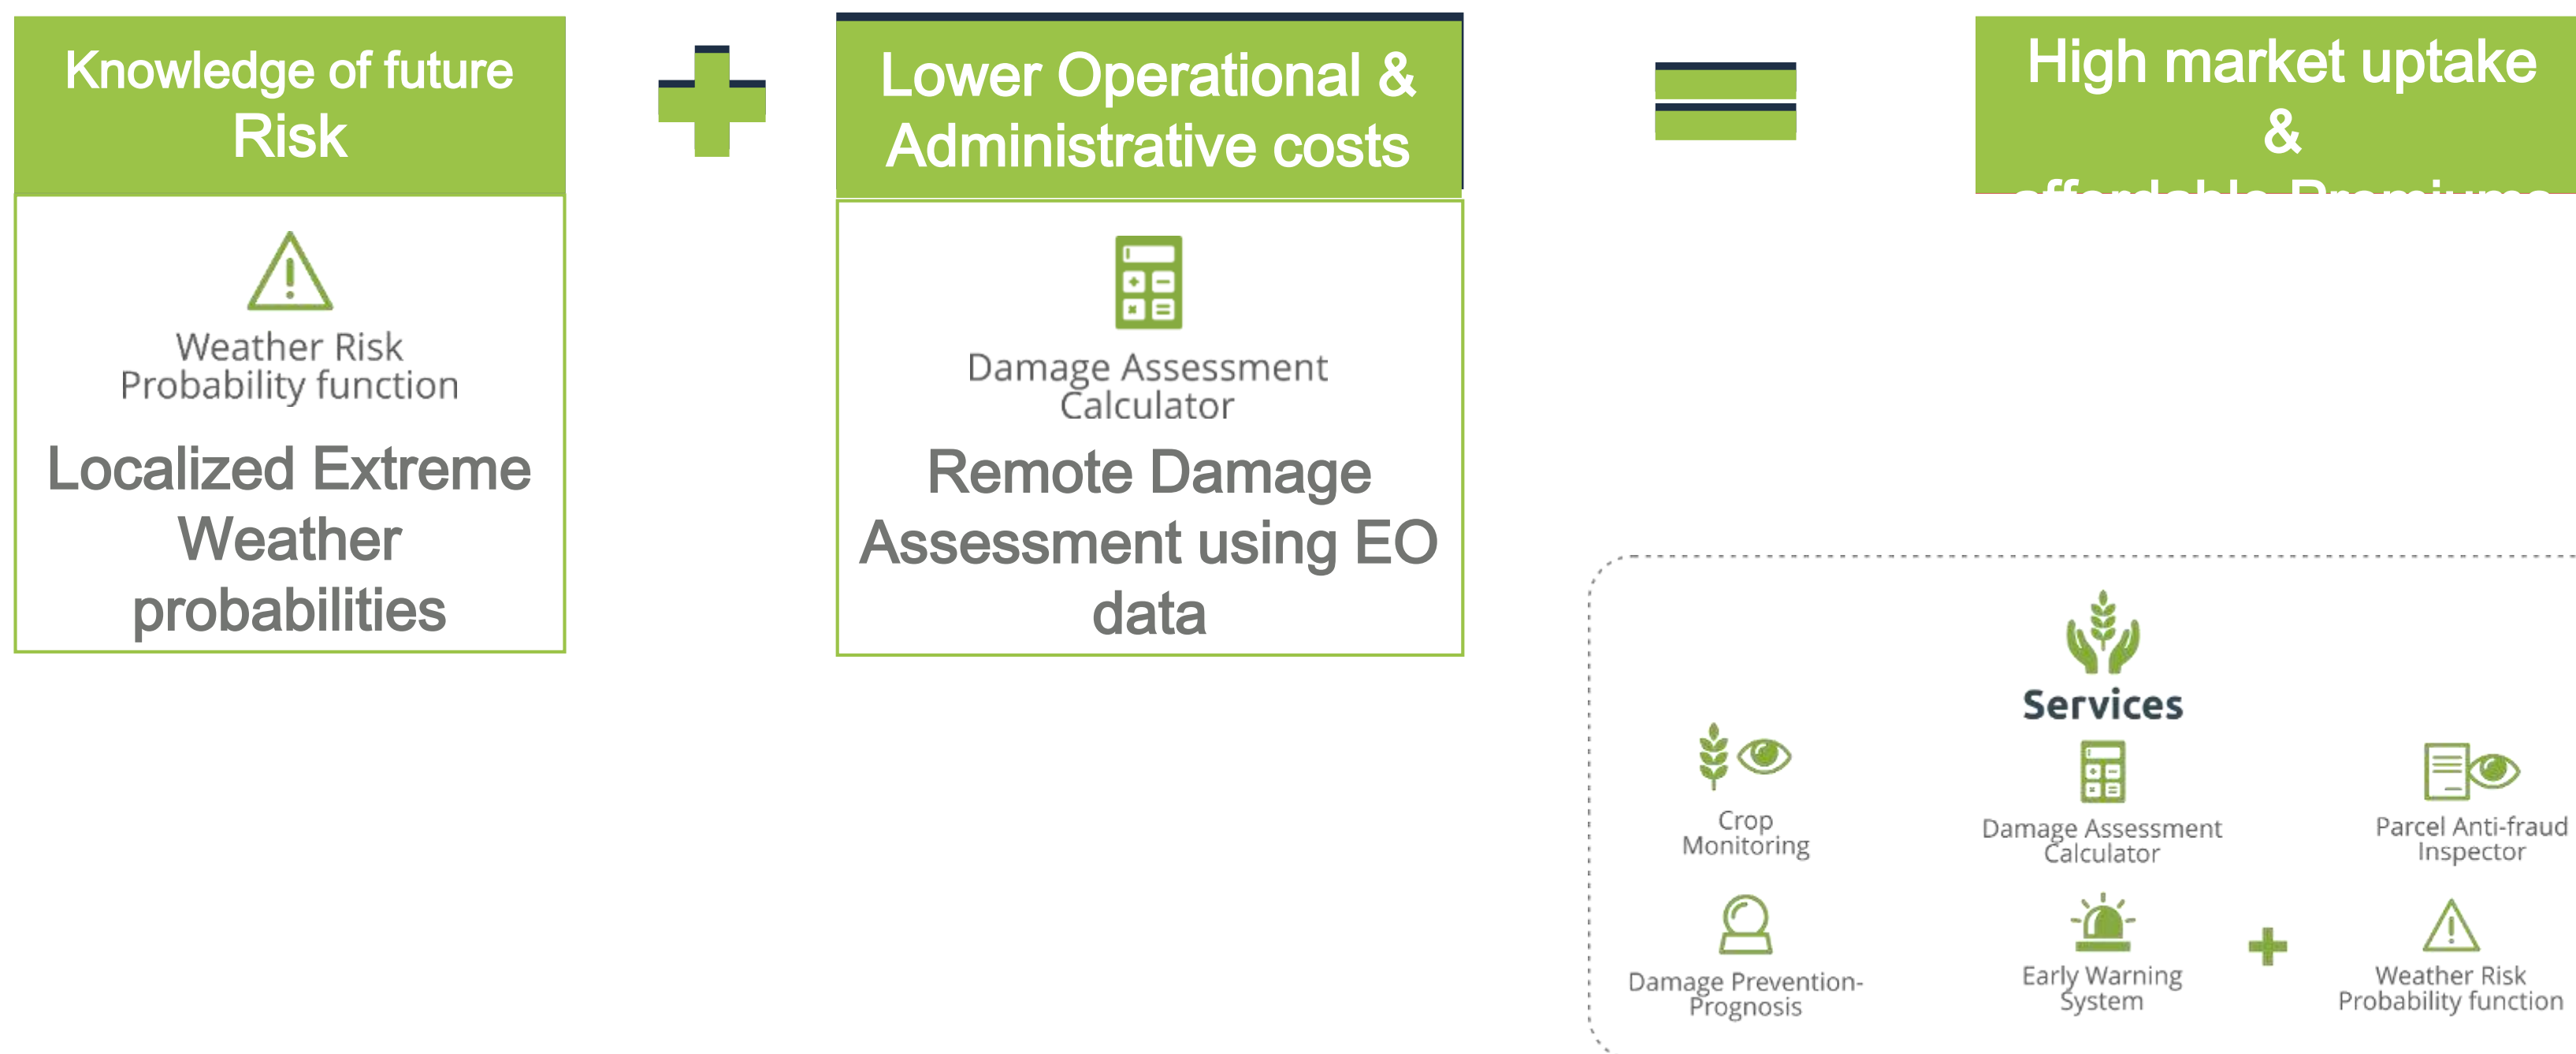 Knowledge of future
Risk
Weather Risk
Probability function
Localized Extreme
Weather
probabilities
Lower Operational &
Administrative costs
Damage Assessment
Calculator
Remote Damage
Assessment using EO
data
High market uptake
&
affordable Premiums
Services
Crop
Monitoring
Damage Assessment
Calculator
Parcel Anti-fraud
Inspector
Damage Prevention-
Prognosis
Early Warning
System
Weather Risk
Probability function